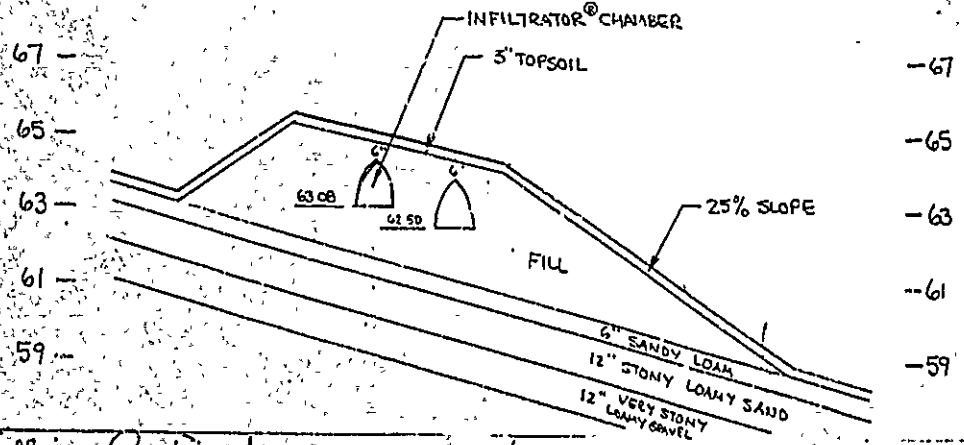 INFILTRATOR® CHAMBER
3" TOPSOIL
67 —
— 67
65 —
— 65
6"
6"
63.08
62.50
63 —
— 63
25% SLOPE
FILL
61 —
— 61
6" SANDY LOAM
12" STONY LOAMY SAND
59 —
— 59
12" VERY STONY
LOAMY GRAVEL